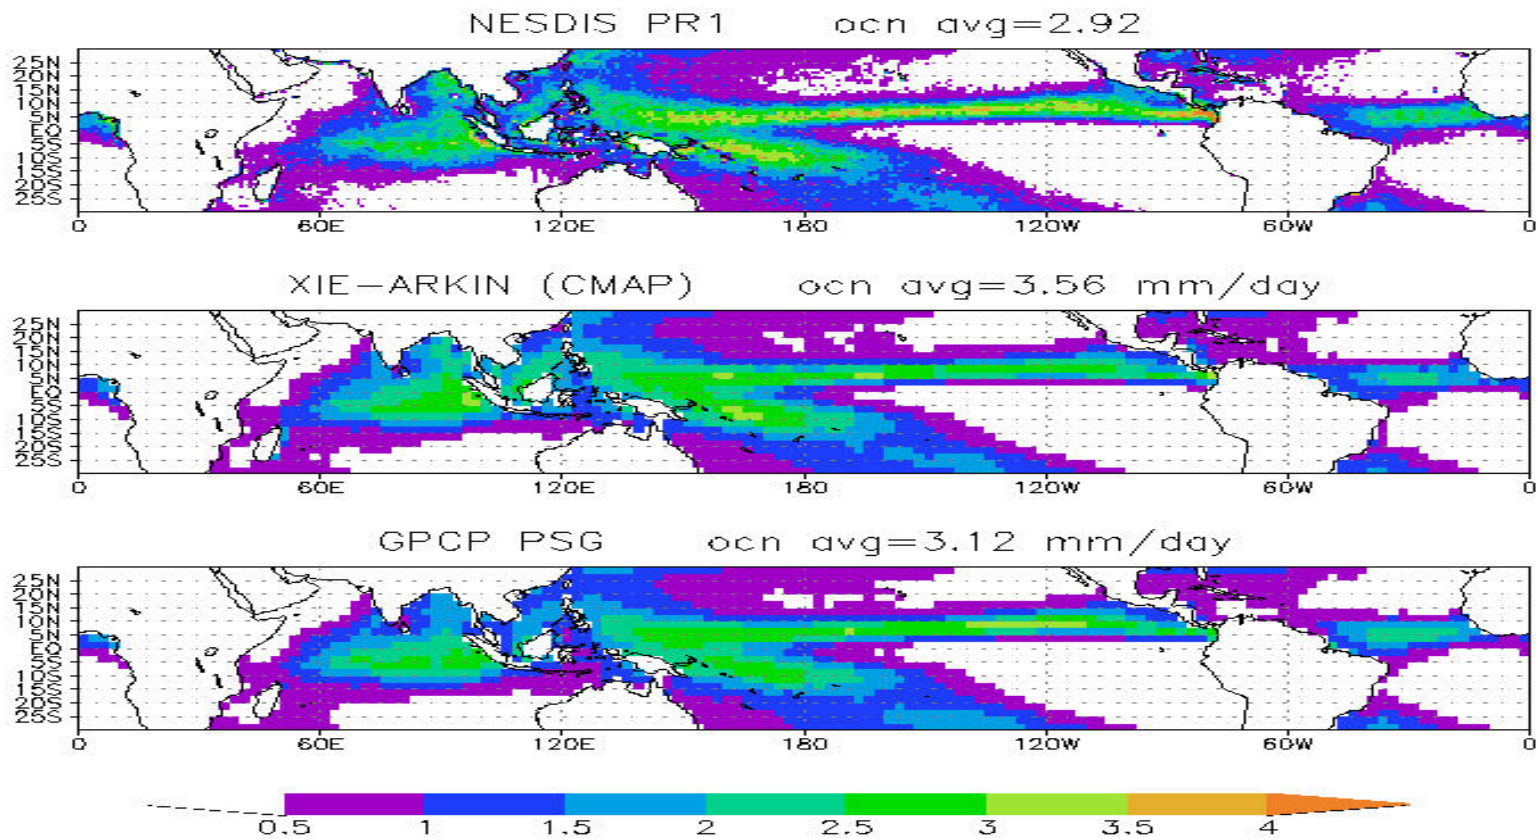 NESDIS PR1 ocn avg=2.92
25N
20N
15N
10N
5N
EQ
5S
10S
15S
20S
25S
0 60E 120E 180 120W 60W 0
XIE-ARKIN (CMAP) ocn avg=3.56 mm/day
25N
20N
15N
10N
5N
EQ
5S
10S
15S
20S
25S
0 60E 120E 180 120W 60W 0
GPCP PSG ocn avg=3.12 mm/day
25N
20N
15N
10N
5N
EQ
5S
10S
15S
20S
25S
0 60E 120E 180 120W 60W 0
0.5 1 1.5 2 2.5 3 3.5 4